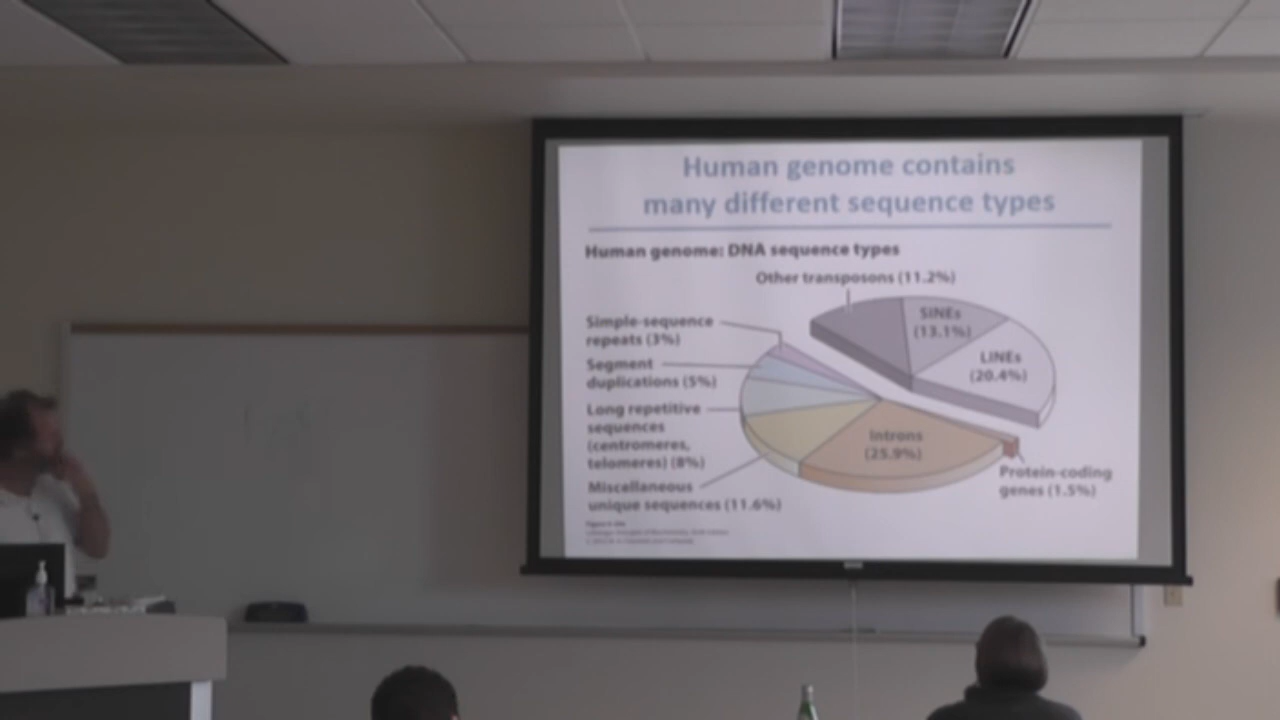 Human genome contains
many different sequence types
Human genome: DNA sequence types
Other transposons (11.2%)
SINEs
(13.1%)
LINEs
(20.4%)
Simple-sequence
repeats (3%)
Segment
duplications (5%)
Long repetitive
sequences
(centromeres,
telomeres) (8%)
Miscellaneous
unique sequences (11.6%)
Introns
(25.9%)
Protein-coding
genes (1.5%)